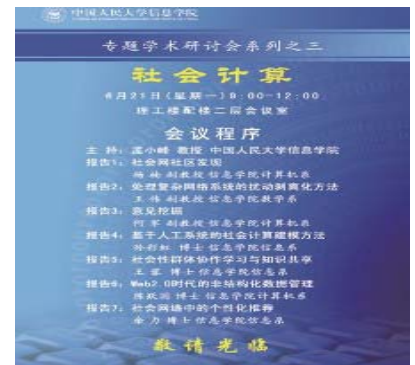 中国人民大学信息学院
专题学术研讨会系列之三
社会计算
6月21日(星期一)9:00-12:00
理工楼配楼二层会议室
会议程序
主 持: 孟小峰 教授 中国人民大学信息学院
报告1: 社会网社区发现
副教授 信息学院计算机系
报告2: 处理复杂网络系统的扰动剥离化方法
王伟 副教授 信息学院数学系
报告3: 意见挖掘
何军 副教授 信息学院计算机系
报告4: 基于人工系统的社会计算建模方法
博士 信息学院信息系
报告5: 社会性群体协作学习与知识共享
博士 信息学院信息系
报告6: Web2.0时代的非结构化数据管理
陈跃国 博士 信息学院计算机系
报告7: 社会网络中的个性化推荐
余力 博士 信息学院信息系
敬请光临